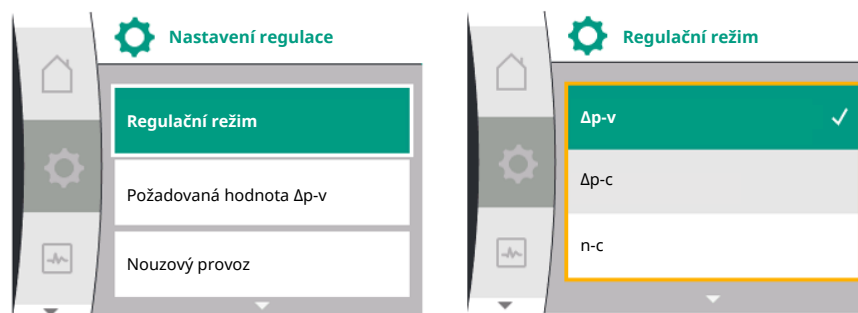 Nastavení regulace
Regulační režim
Požadovaná hodnota Δp-v
Nouzový provoz
Regulační režim
Δp-v
Δp-c
n-c